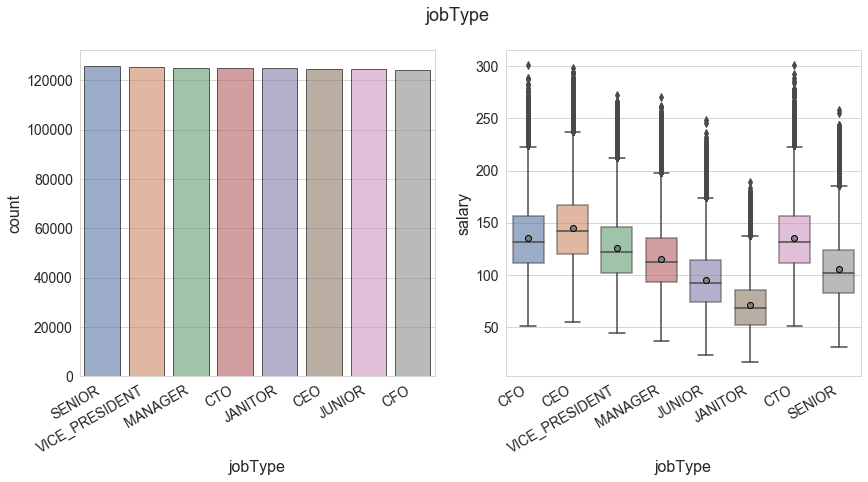 jobType
count
120000
100000
80000
60000
40000
20000
0
SENIOR
VICE_PRESIDENT
MANAGER
CTO
JANITOR
CEO
JUNIOR
CFO
jobType
salary
300
250
200
150
100
50
CFO
CEO
VICE_PRESIDENT
MANAGER
JUNIOR
JANITOR
CTO
SENIOR
jobType